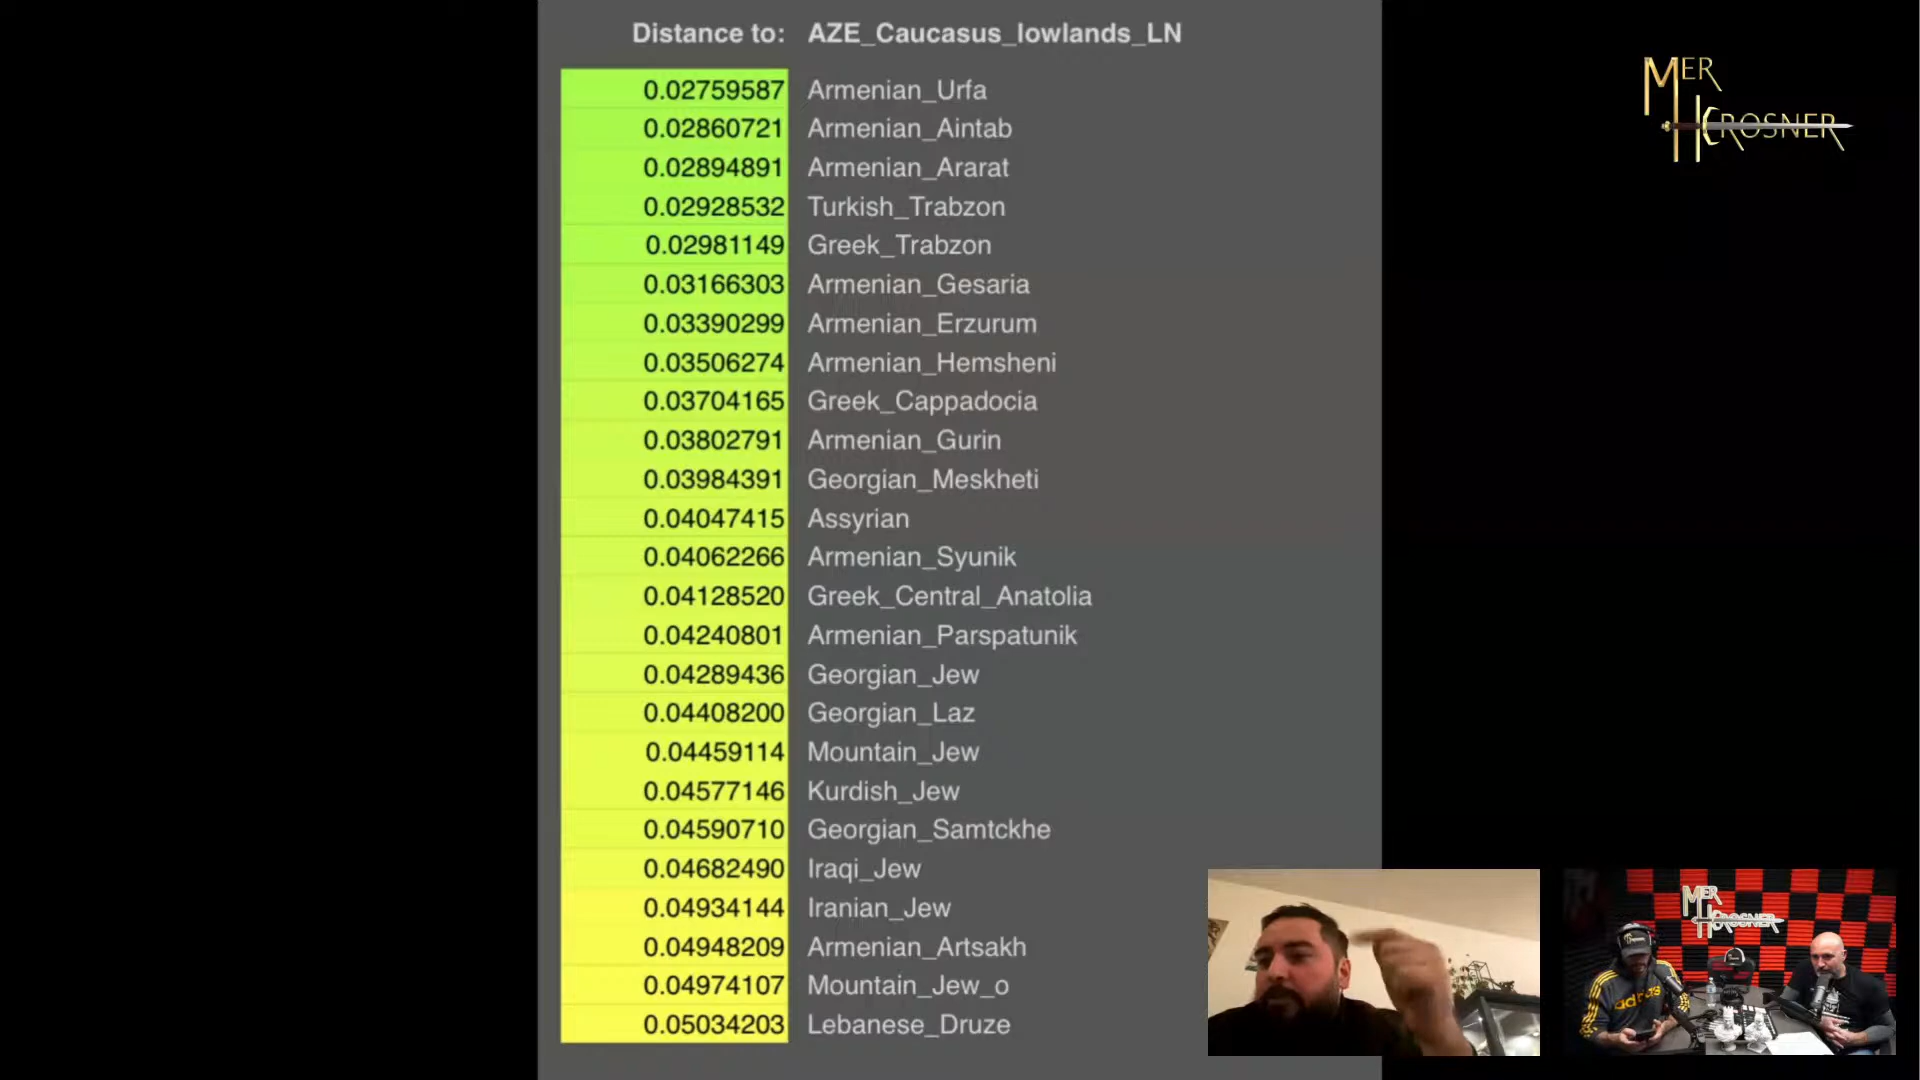 Distance to: AZE_Caucasus_lowlands_LN
0.02759587 Armenian_Urfa
0.02860721 Armenian_Aintab
0.02894891 Armenian_Ararat
0.02928532 Turkish_Trabzon
0.02981149 Greek_Trabzon
0.03166303 Armenian_Gesaria
0.03390299 Armenian_Erzurum
0.03506274 Armenian_Hemsheni
0.03704165 Greek_Cappadocia
0.03802791 Armenian_Gurin
0.03984391 Georgian_Meskheti
0.04047415 Assyrian
0.04062266 Armenian_Syunik
0.04128520 Greek_Central_Anatolia
0.04240801 Armenian_Parspatunik
0.04289436 Georgian_Jew
0.04408200 Georgian_Laz
0.04459114 Mountain_Jew
0.04577146 Kurdish_Jew
0.04590710 Georgian_Samtckhe
0.04682490 Iraqi_Jew
0.04934144 Iranian_Jew
0.04948209 Armenian_Artsakh
0.04974107 Mountain_Jew_o
0.05034203 Lebanese_Druze
MER
HEROSNER
MER
HEROSNER
adidas